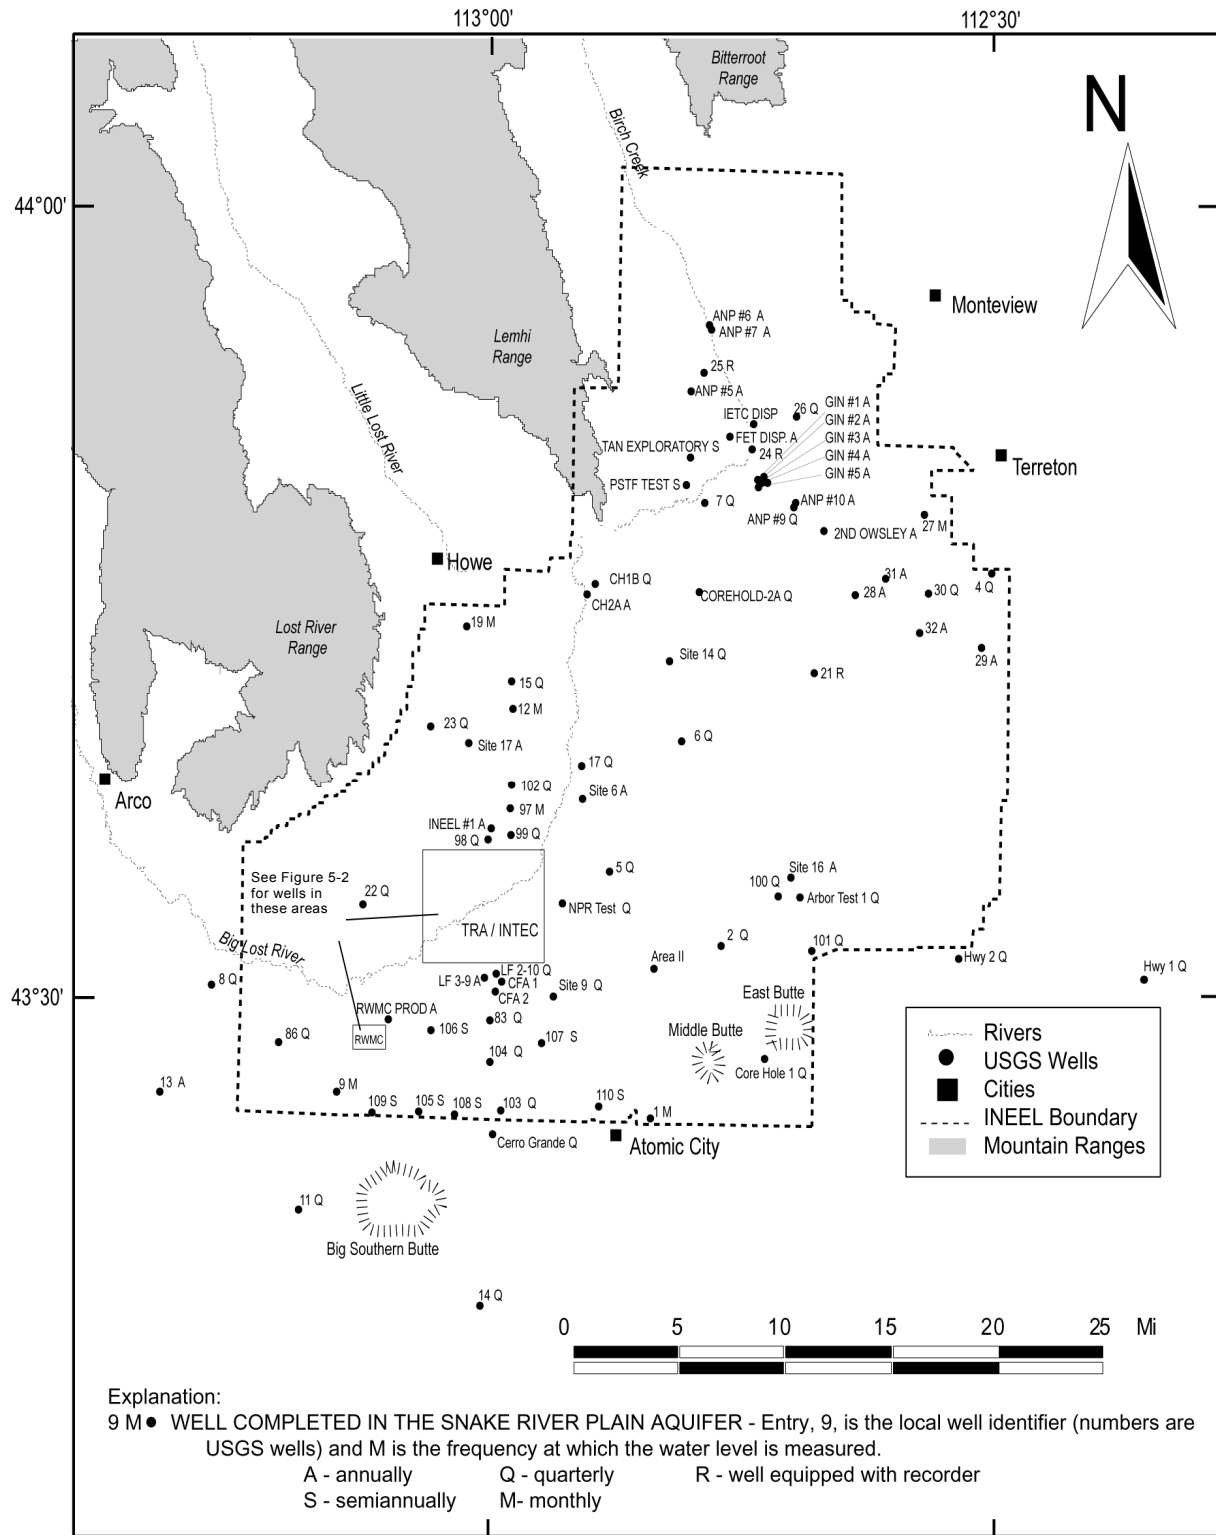 113°00'
112°30'
Bitterroot
Range
N
Birch Creek
44°00'
Monteview
ANP #6 A
ANP #7 A
Lemhi
Range
25 R
ANP #5 A
Little Lost River
IETC DISP
26 Q
GIN #1 A
GIN #2 A
GIN #3 A
GIN #4 A
GIN #5 A
FET DISP. A
TAN EXPLORATORY S
24 R
Terreton
PSTF TEST S
7 Q
ANP #10 A
ANP #9 Q
27 M
2ND OWSLEY A
Howe
CH1B Q
CH2A A
COREHOLD-2A Q
31 A
28 A
30 Q
4 Q
19 M
Lost River
Range
32 A
29 A
Site 14 Q
21 R
15 Q
12 M
23 Q
Site 17 A
6 Q
17 Q
Arco
102 Q
Site 6 A
97 M
INEEL #1 A
98 Q
99 Q
See Figure 5-2
for wells in
these areas
22 Q
5 Q
Site 16 A
100 Q
Arbor Test 1 Q
NPR Test Q
TRA / INTEC
Big Lost River
2 Q
101 Q
Area II
Hwy 2 Q
Hwy 1 Q
8 Q
LF 2-10 Q
LF 3-9 A
CFA 1
CFA 2
Site 9 Q
43°30'
East Butte
RWMC PROD A
83 Q
106 S
Middle Butte
RWMC
86 Q
107 S
104 Q
Core Hole 1 Q
13 A
9 M
109 S
105 S
108 S
103 Q
110 S
1 M
Cerro Grande Q
Atomic City
Rivers
USGS Wells
Cities
INEEL Boundary
Mountain Ranges
11 Q
Big Southern Butte
14 Q
0 5 10 15 20 25 Mi
Explanation:
9 M WELL COMPLETED IN THE SNAKE RIVER PLAIN AQUIFER - Entry, 9, is the local well identifier (numbers are
USGS wells) and M is the frequency at which the water level is measured.
A - annually Q - quarterly R - well equipped with recorder
S - semiannually M- monthly